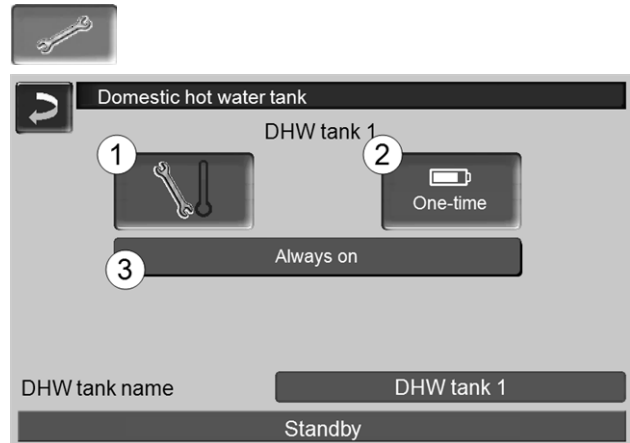 Domestic hot water tank
DHW tank 1
1
2
One-time
3
Always on
DHW tank name
DHW tank 1
Standby